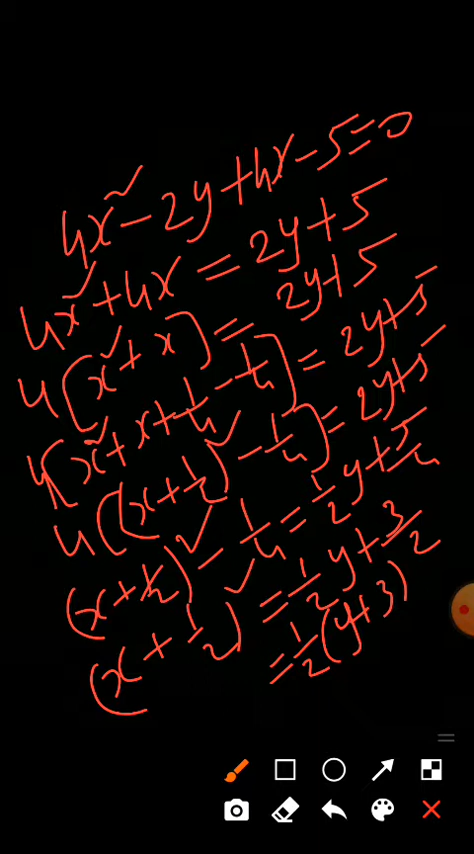 4x² - 2y + 4x - 5 = 0
4x² + 4x = 2y + 5
4[x² + x] = 2y + 5
4[x² + x + 1/4 - 1/4] = 2y + 5
4[(x + 1/2)² - 1/4] = 2y + 5
(x + 1/2)² - 1/4 = 1/2 y + 5/4
(x + 1/2)² = 1/2 y + 3/2
= 1/2 (y + 3)